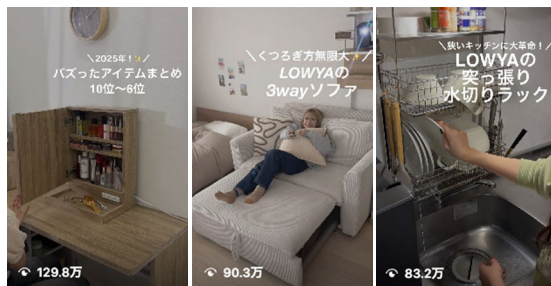 ＼2025年！✨／
バズったアイテムまとめ
10位～6位
129.8万
＼くつろぎ方無限大✨／
LOWYAの
3wayソファ
90.3万
＼狭いキッチンに大革命！／
LOWYAの
突っ張り
水切りラック
83.2万